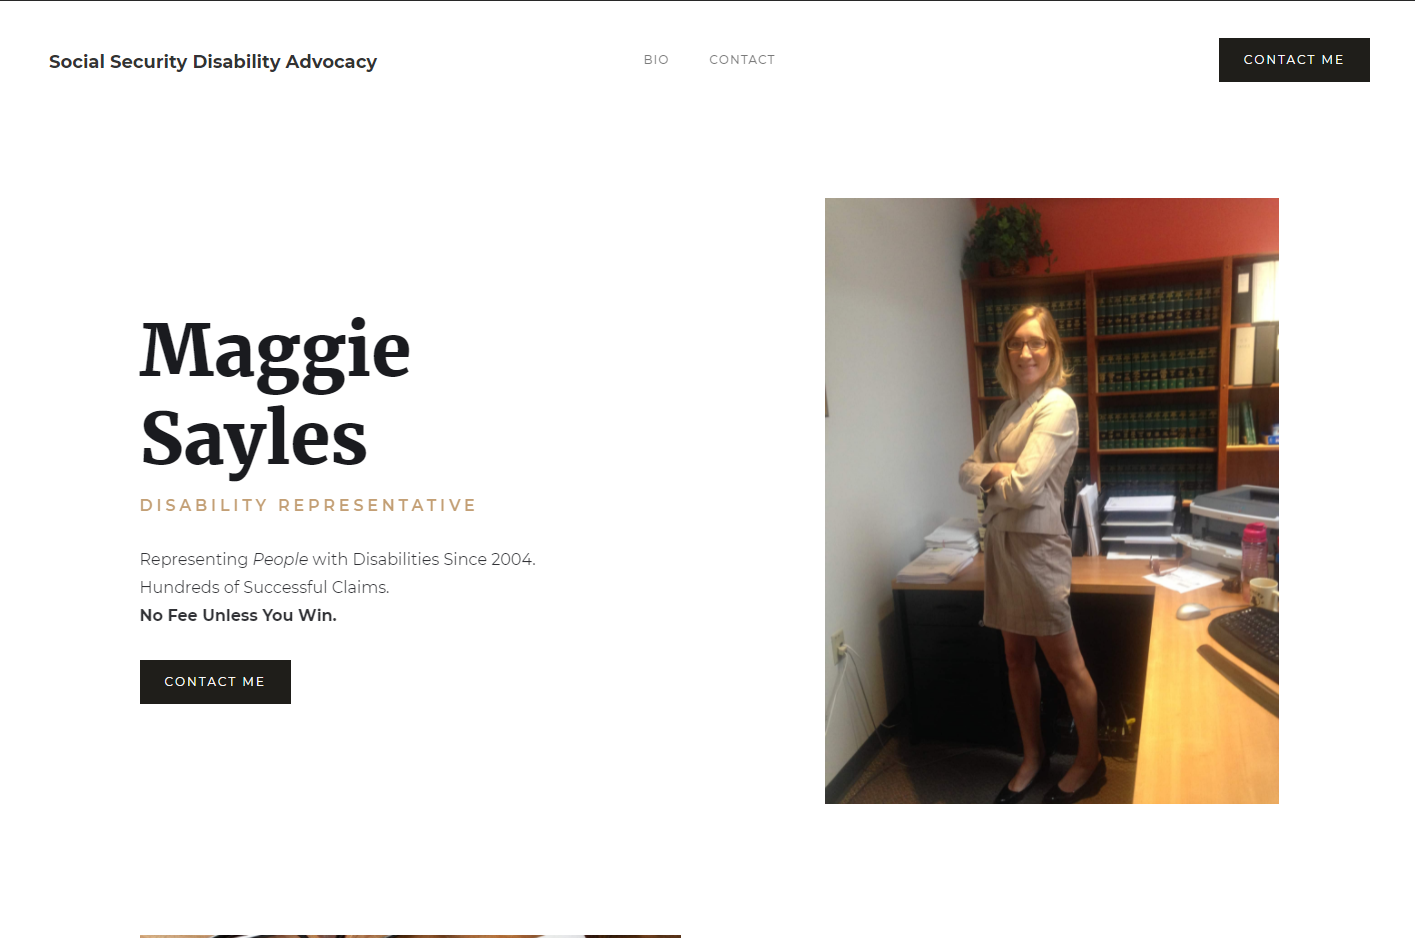 Social Security Disability Advocacy
BIO
CONTACT
CONTACT ME
Maggie
Sayles
DISABILITY REPRESENTATIVE
Representing People with Disabilities Since 2004.
Hundreds of Successful Claims.
No Fee Unless You Win.
CONTACT ME